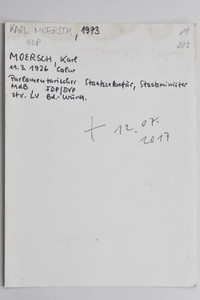 KARL MOERSCH, 1973
FDP
MOERSCH, Karl
11.3.1926 Calw
Parlamentarischer Staatssekretär, Staatsminister
MdB FDP/DVP
stv. LV Bd.-Württ.
+ 12.07.
2017